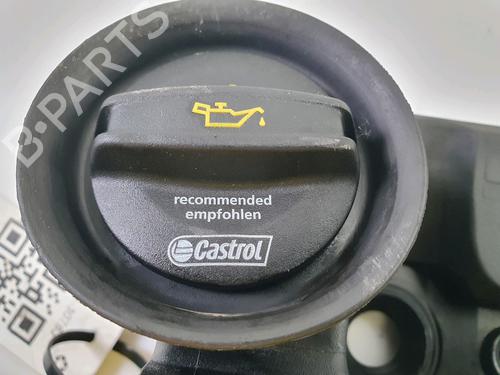 B-PARTS
recommended
empfohlen
Castrol